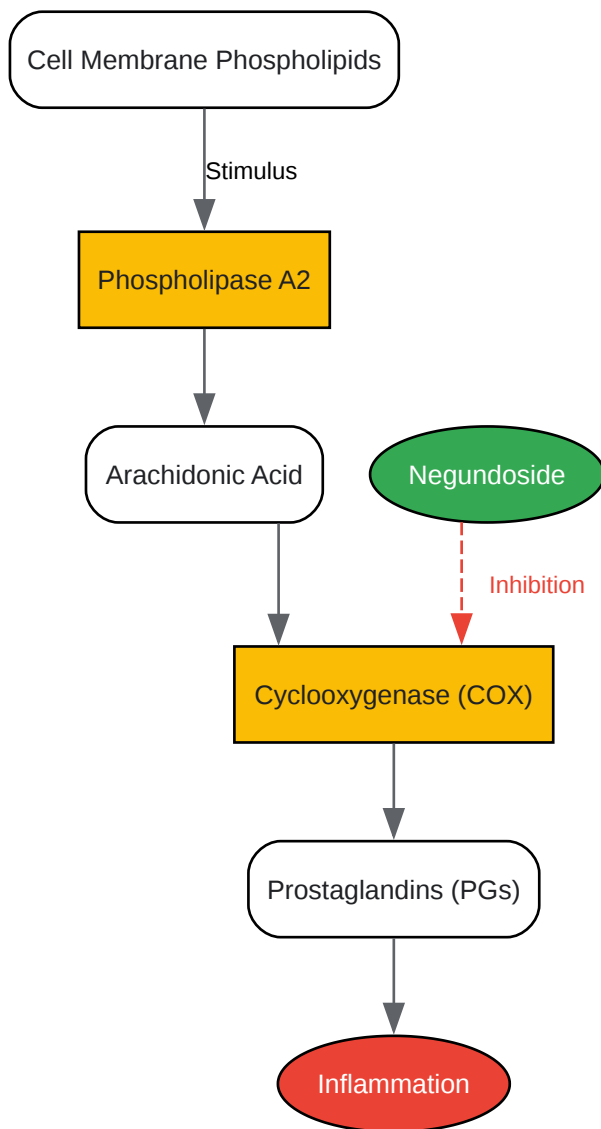 Cell Membrane Phospholipids
Stimulus
Phospholipase A2
Arachidonic Acid
Negundoside
Inhibition
Cyclooxygenase (COX)
Prostaglandins (PGs)
Inflammation